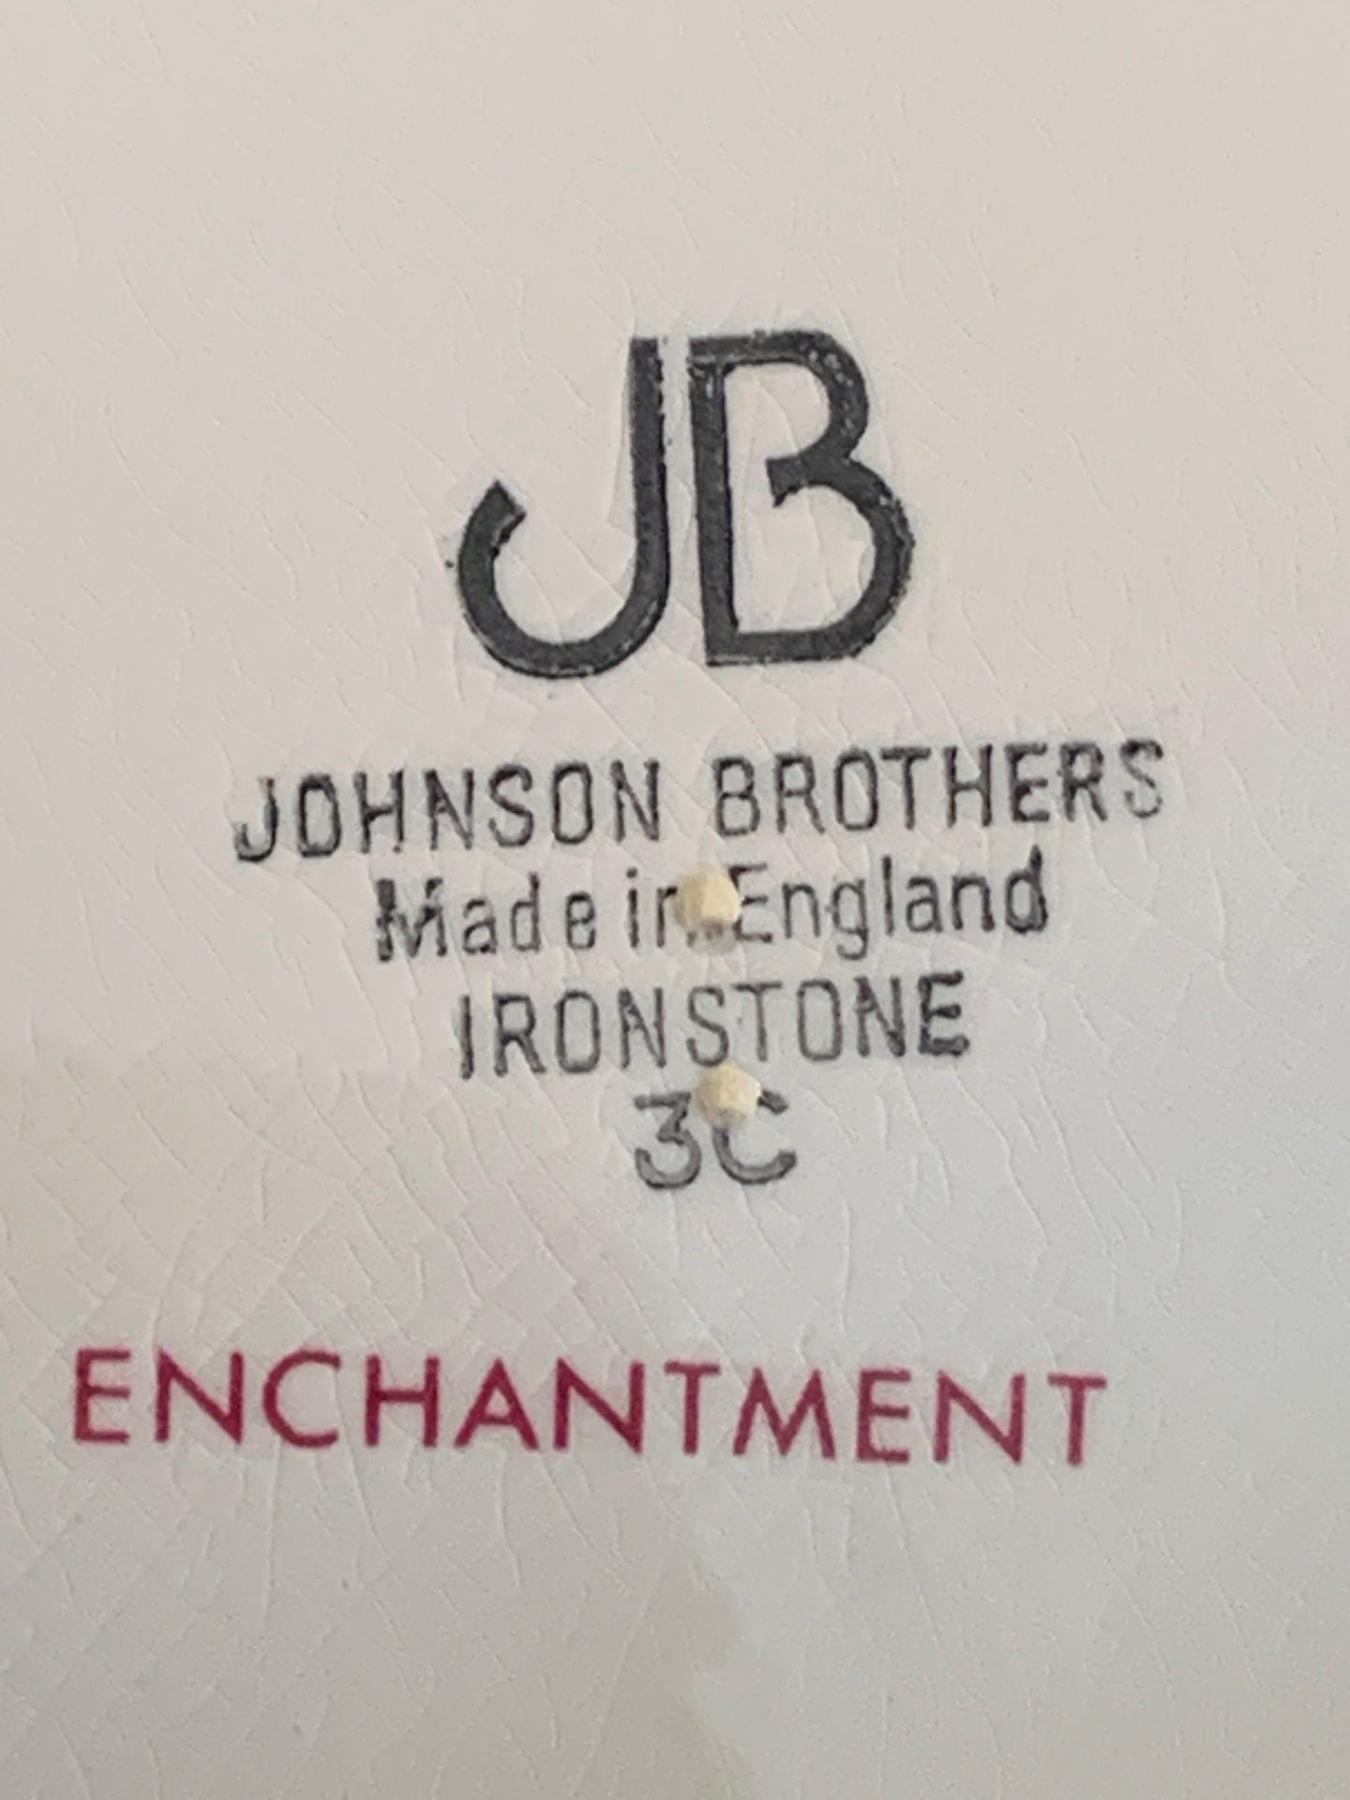 JB
JOHNSON BROTHERS
Made in England
IRONSTONE
3C
ENCHANTMENT